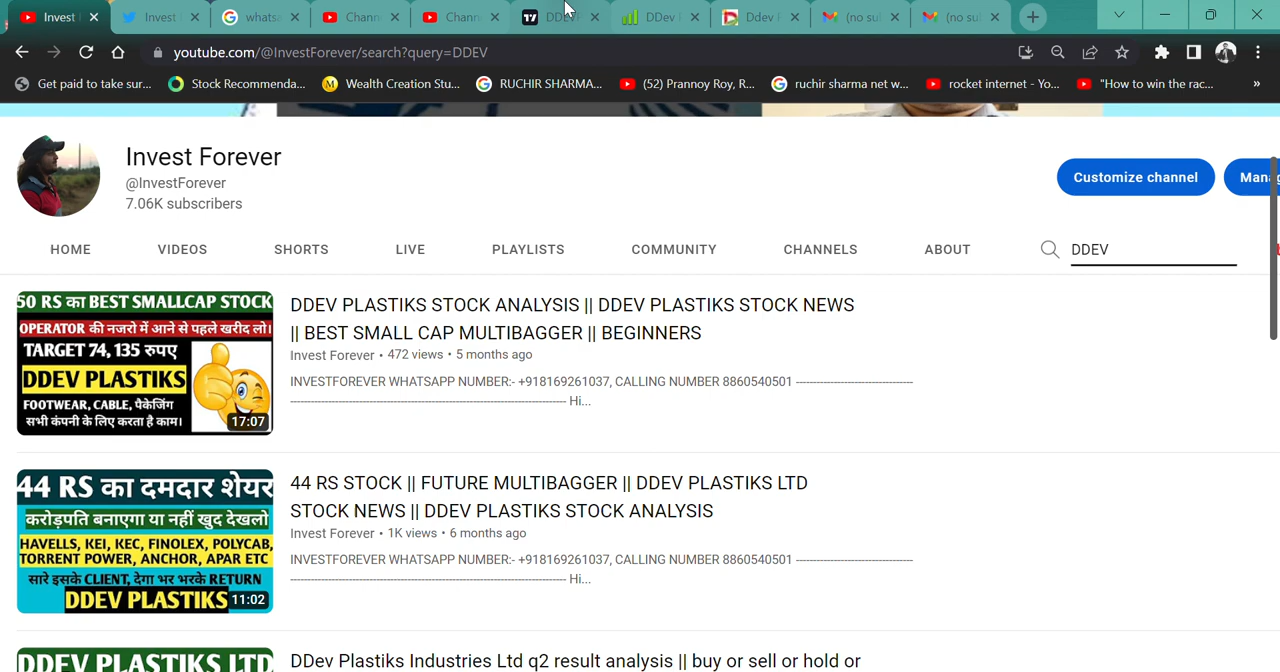 Invest
Invest
whatsa
Chann
Chann
DDE
DDev
Ddev
(no su
(no su
youtube.com/@InvestForever/search?query=DDEV
Get paid to take sur...
Stock Recommenda...
Wealth Creation Stu...
RUCHIR SHARMA...
(52) Prannoy Roy, R...
ruchir sharma net w...
rocket internet - Yo...
"How to win the rac...
Invest Forever
@InvestForever
7.06K subscribers
Customize channel
Manag
HOME
VIDEOS
SHORTS
LIVE
PLAYLISTS
COMMUNITY
CHANNELS
ABOUT
DDEV
50 RS का BEST SMALLCAP STOCK
OPERATOR की नजरो में आने से पहले खरीद लो।
TARGET 74, 135 रुपए
DDEV PLASTIKS
FOOTWEAR, CABLE, पैकेजिंग
सभी कंपनी के लिए करता है काम।
17:07
DDEV PLASTIKS STOCK ANALYSIS || DDEV PLASTIKS STOCK NEWS
|| BEST SMALL CAP MULTIBAGGER || BEGINNERS
Invest Forever • 472 views • 5 months ago
INVESTFOREVER WHATSAPP NUMBER:- +918169261037, CALLING NUMBER 8860540501 ----------------------------------
-------------------------------------------------------------------------------- Hi...
44 RS का दमदार शेयर
करोड़पति बनाएगा या नहीं खुद देखलो
HAVELLS, KEI, KEC, FINOLEX, POLYCAB,
TORRENT POWER, ANCHOR, APAR ETC
सारे इसके CLIENT, देगा भर भरके RETURN
DDEV PLASTIKS
11:02
44 RS STOCK || FUTURE MULTIBAGGER || DDEV PLASTIKS LTD
STOCK NEWS || DDEV PLASTIKS STOCK ANALYSIS
Invest Forever • 1K views • 6 months ago
INVESTFOREVER WHATSAPP NUMBER:- +918169261037, CALLING NUMBER 8860540501 ----------------------------------
-------------------------------------------------------------------------------- Hi...
DDEV PLASTIKS LTD
DDev Plastiks Industries Ltd q2 result analysis || buy or sell or hold or